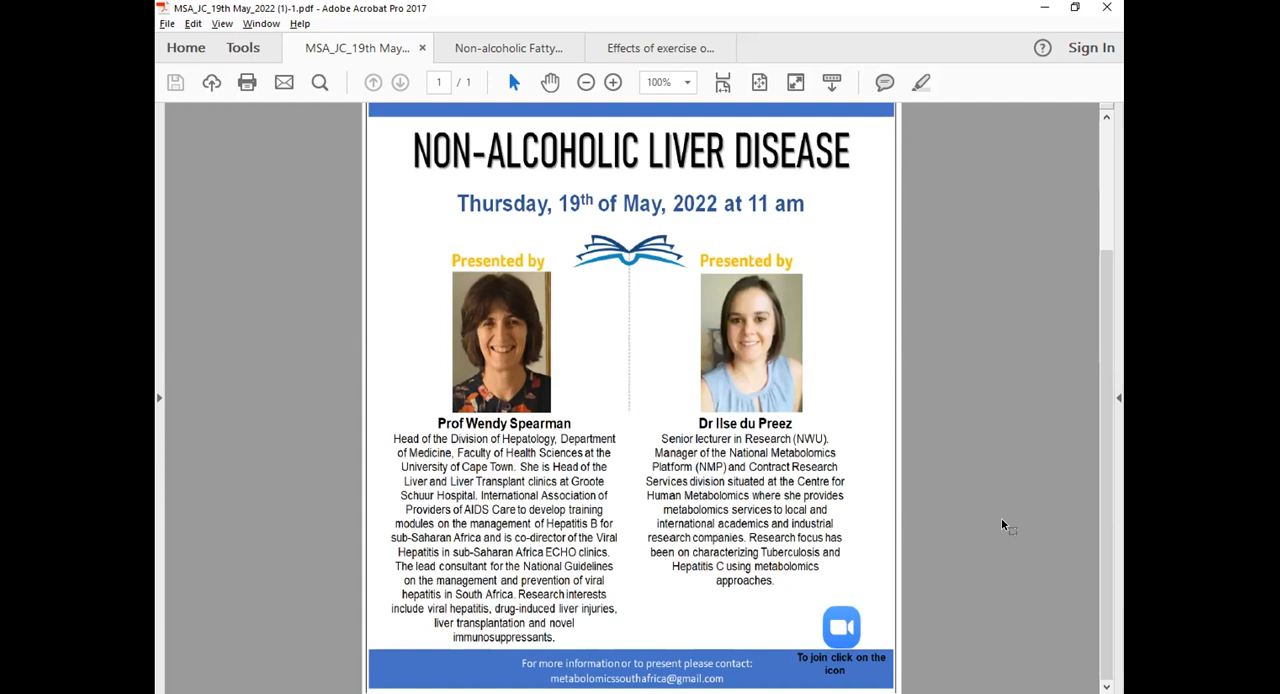 MSA_JC_19th May_2022 (1)-1.pdf - Adobe Acrobat Pro 2017
File Edit View Window Help
Home Tools MSA_JC_19th May... × Non-alcoholic Fatty... Effects of exercise o... Sign In
1 / 1 100%
NON-ALCOHOLIC LIVER DISEASE
Thursday, 19th of May, 2022 at 11 am
Presented by
Prof Wendy Spearman
Head of the Division of Hepatology, Department
of Medicine, Faculty of Health Sciences at the
University of Cape Town. She is Head of the
Liver and Liver Transplant clinics at Groote
Schuur Hospital. International Association of
Providers of AIDS Care to develop training
modules on the management of Hepatitis B for
sub-Saharan Africa and is co-director of the Viral
Hepatitis in sub-Saharan Africa ECHO clinics.
The lead consultant for the National Guidelines
on the management and prevention of viral
hepatitis in South Africa. Research interests
include viral hepatitis, drug-induced liver injuries,
liver transplantation and novel
immunosuppressants.
Presented by
Dr Ilse du Preez
Senior lecturer in Research (NWU).
Manager of the National Metabolomics
Platform (NMP) and Contract Research
Services division situated at the Centre for
Human Metabolomics where she provides
metabolomics services to local and
international academics and industrial
research companies. Research focus has
been on characterizing Tuberculosis and
Hepatitis C using metabolomics
approaches.
To join click on the
icon
For more information or to present please contact:
metabolomicssouthafrica@gmail.com